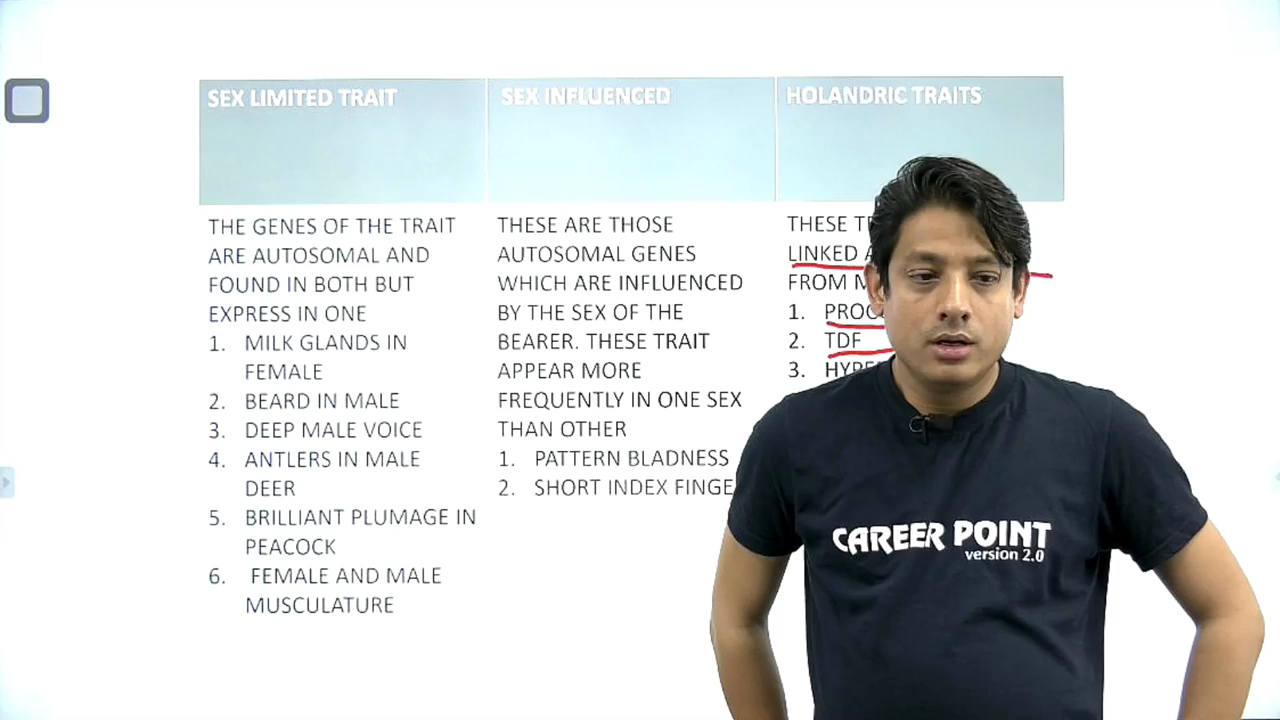 SEX LIMITED TRAIT
THE GENES OF THE TRAIT
ARE AUTOSOMAL AND
FOUND IN BOTH BUT
EXPRESS IN ONE
1. MILK GLANDS IN
FEMALE
2. BEARD IN MALE
3. DEEP MALE VOICE
4. ANTLERS IN MALE
DEER
5. BRILLIANT PLUMAGE IN
PEACOCK
6. FEMALE AND MALE
MUSCULATURE
SEX INFLUENCED
THESE ARE THOSE
AUTOSOMAL GENES
WHICH ARE INFLUENCED
BY THE SEX OF THE
BEARER. THESE TRAIT
APPEAR MORE
FREQUENTLY IN ONE SEX
THAN OTHER
1. PATTERN BLADNESS
2. SHORT INDEX
HOLANDRIC TRAITS
THESE
LINKED
FROM
1.
2. TDF
3.
CAREER POINT
version 2.0